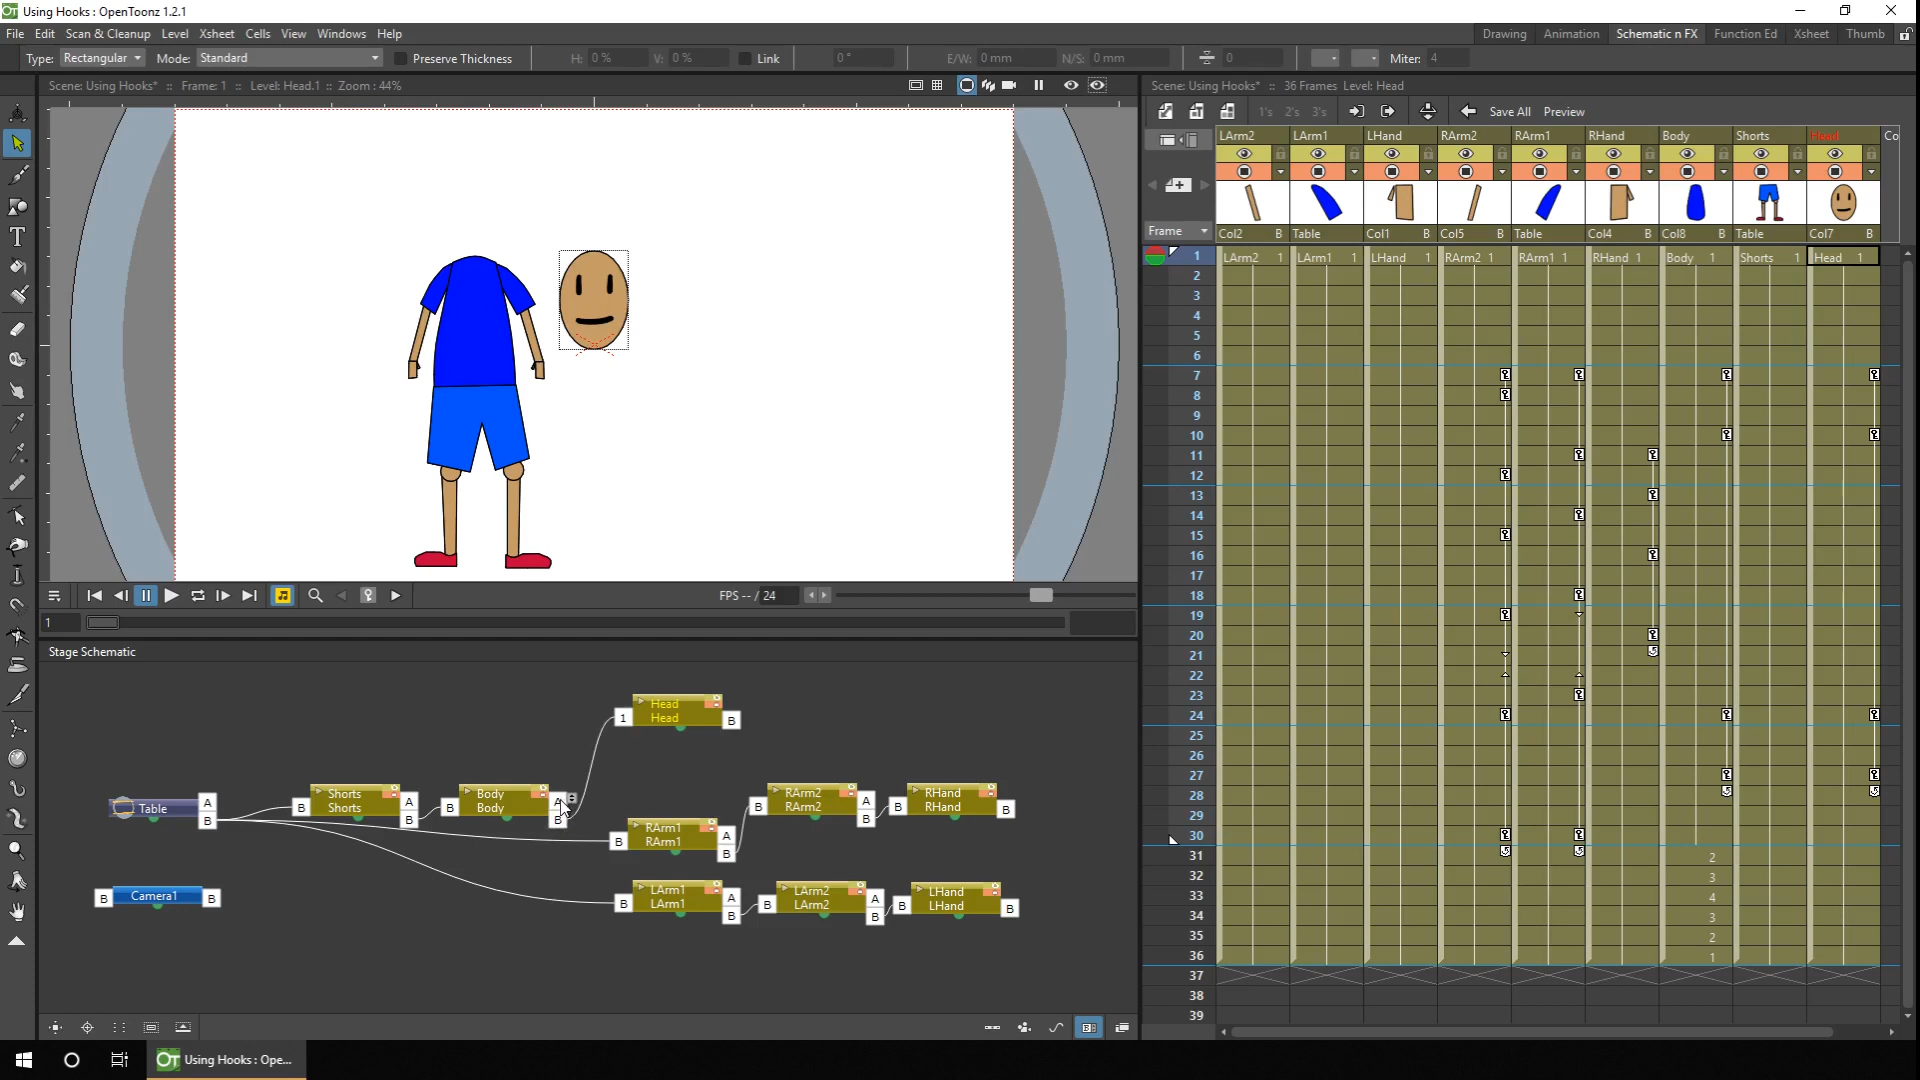 Using Hooks : OpenToonz 1.2.1
File Edit Scan & Cleanup Level Xsheet Cells View Windows Help
Drawing Animation Schematic n FX Function Ed Xsheet Thumb
Type: Rectangular Mode: Standard Preserve Thickness H: 0 % V: 0 % Link 0 ° E/W: 0 mm N/S: 0 mm 0 Miter: 4
Scene: Using Hooks* :: Frame: 1 :: Level: Head.1 :: Zoom : 44%
Scene: Using Hooks* :: 36 Frames Level: Head
1's 2's 3's Save All Preview
LArm2 LArm1 LHand RArm2 RArm1 RHand Body Shorts Head Co
Frame
Col2 B Table Col1 B Col5 B Table Col4 B Col8 B Table Col7 B
1 LArm2 1 LArm1 1 LHand 1 RArm2 1 RArm1 1 RHand 1 Body 1 Shorts 1 Head 1
2
3
4
5
6
7
8
9
10
11
12
13
14
15
16
17
18
19
20
21
22
23
24
25
26
27
28
29
30
31 2
32 3
33 4
34 3
35 2
36 1
37
38
39
FPS -- / 24
1
Stage Schematic
Head
1 Head B
Table A B
B Shorts A
Shorts B
B Body A
Body B
B RArm2 A
RArm2 B
B RHand
RHand B
B RArm1 A
RArm1 B
B Camera1 B
B LArm1 A
LArm1 B
B LArm2 A
LArm2 B
B LHand
LHand B
Using Hooks : Ope...